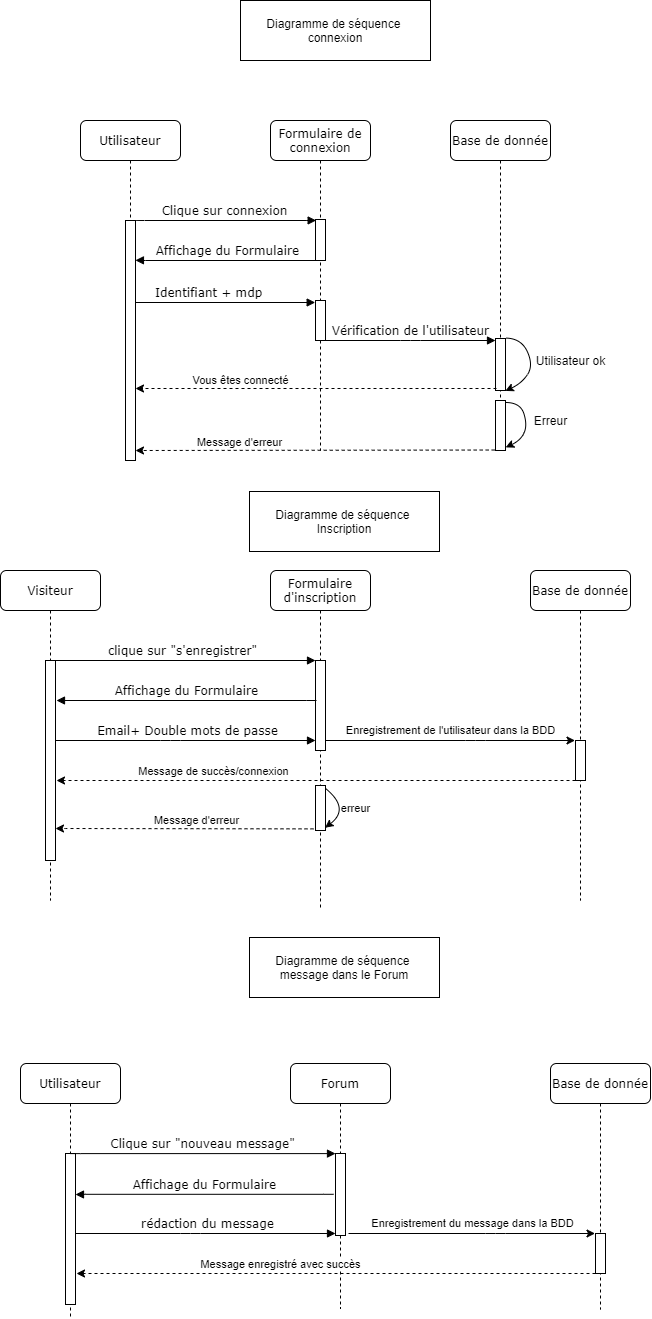 Diagramme de séquence
connexion
Utilisateur
Formulaire de
connexion
Base de donnée
Clique sur connexion
Affichage du Formulaire
Identifiant + mdp
Vérification de l'utilisateur
Utilisateur ok
Vous êtes connecté
Erreur
Message d'erreur
Diagramme de séquence
Inscription
Visiteur
Formulaire
d'inscription
Base de donnée
clique sur "s'enregistrer"
Affichage du Formulaire
Email+ Double mots de passe
Enregistrement de l'utilisateur dans la BDD
Message de succès/connexion
erreur
Message d'erreur
Diagramme de séquence
message dans le Forum
Utilisateur
Forum
Base de donnée
Clique sur "nouveau message"
Affichage du Formulaire
rédaction du message
Enregistrement du message dans la BDD
Message enregistré avec succès